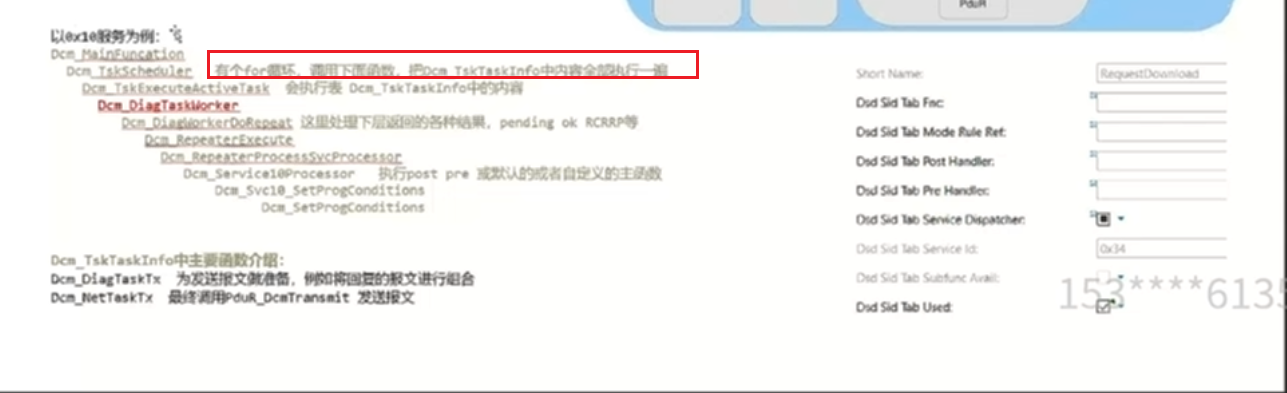 PduR
以0x10服务为例：
Dcm_MainFuncation
Dcm_TskScheduler 有个for循环，调用下面函数，把Dcm_TskTaskInfo中内容全部执行一遍
Dcm_TskExecuteActiveTask 会执行表 Dcm_TskTaskInfo中的内容
Dcm_DiagTaskWorker
Dcm_DiagWorkerDoRepeat 这里处理下层返回的各种结果，pending ok RCRRP等
Dcm_RepeaterExecute
Dcm_RepeaterProcessSvcProcessor
Dcm_Service10Processor 执行post pre 或默认的或者自定义的主函数
Dcm_Svc10_SetProgConditions
Dcm_SetProgConditions
Dcm_TskTaskInfo中主要函数介绍：
Dcm_DiagTaskTx 为发送报文做准备，例如将回复的报文进行组合
Dcm_NetTaskTx 最终调用PduR_DcmTransmit 发送报文
Short Name: RequestDownload
Dsd Sid Tab Fnc:
Dsd Sid Tab Mode Rule Ref:
Dsd Sid Tab Post Handler:
Dsd Sid Tab Pre Handler:
Dsd Sid Tab Service Dispatcher:
Dsd Sid Tab Service Id: 0x34
Dsd Sid Tab Subfunc Avail:
Dsd Sid Tab Used:
153****6135